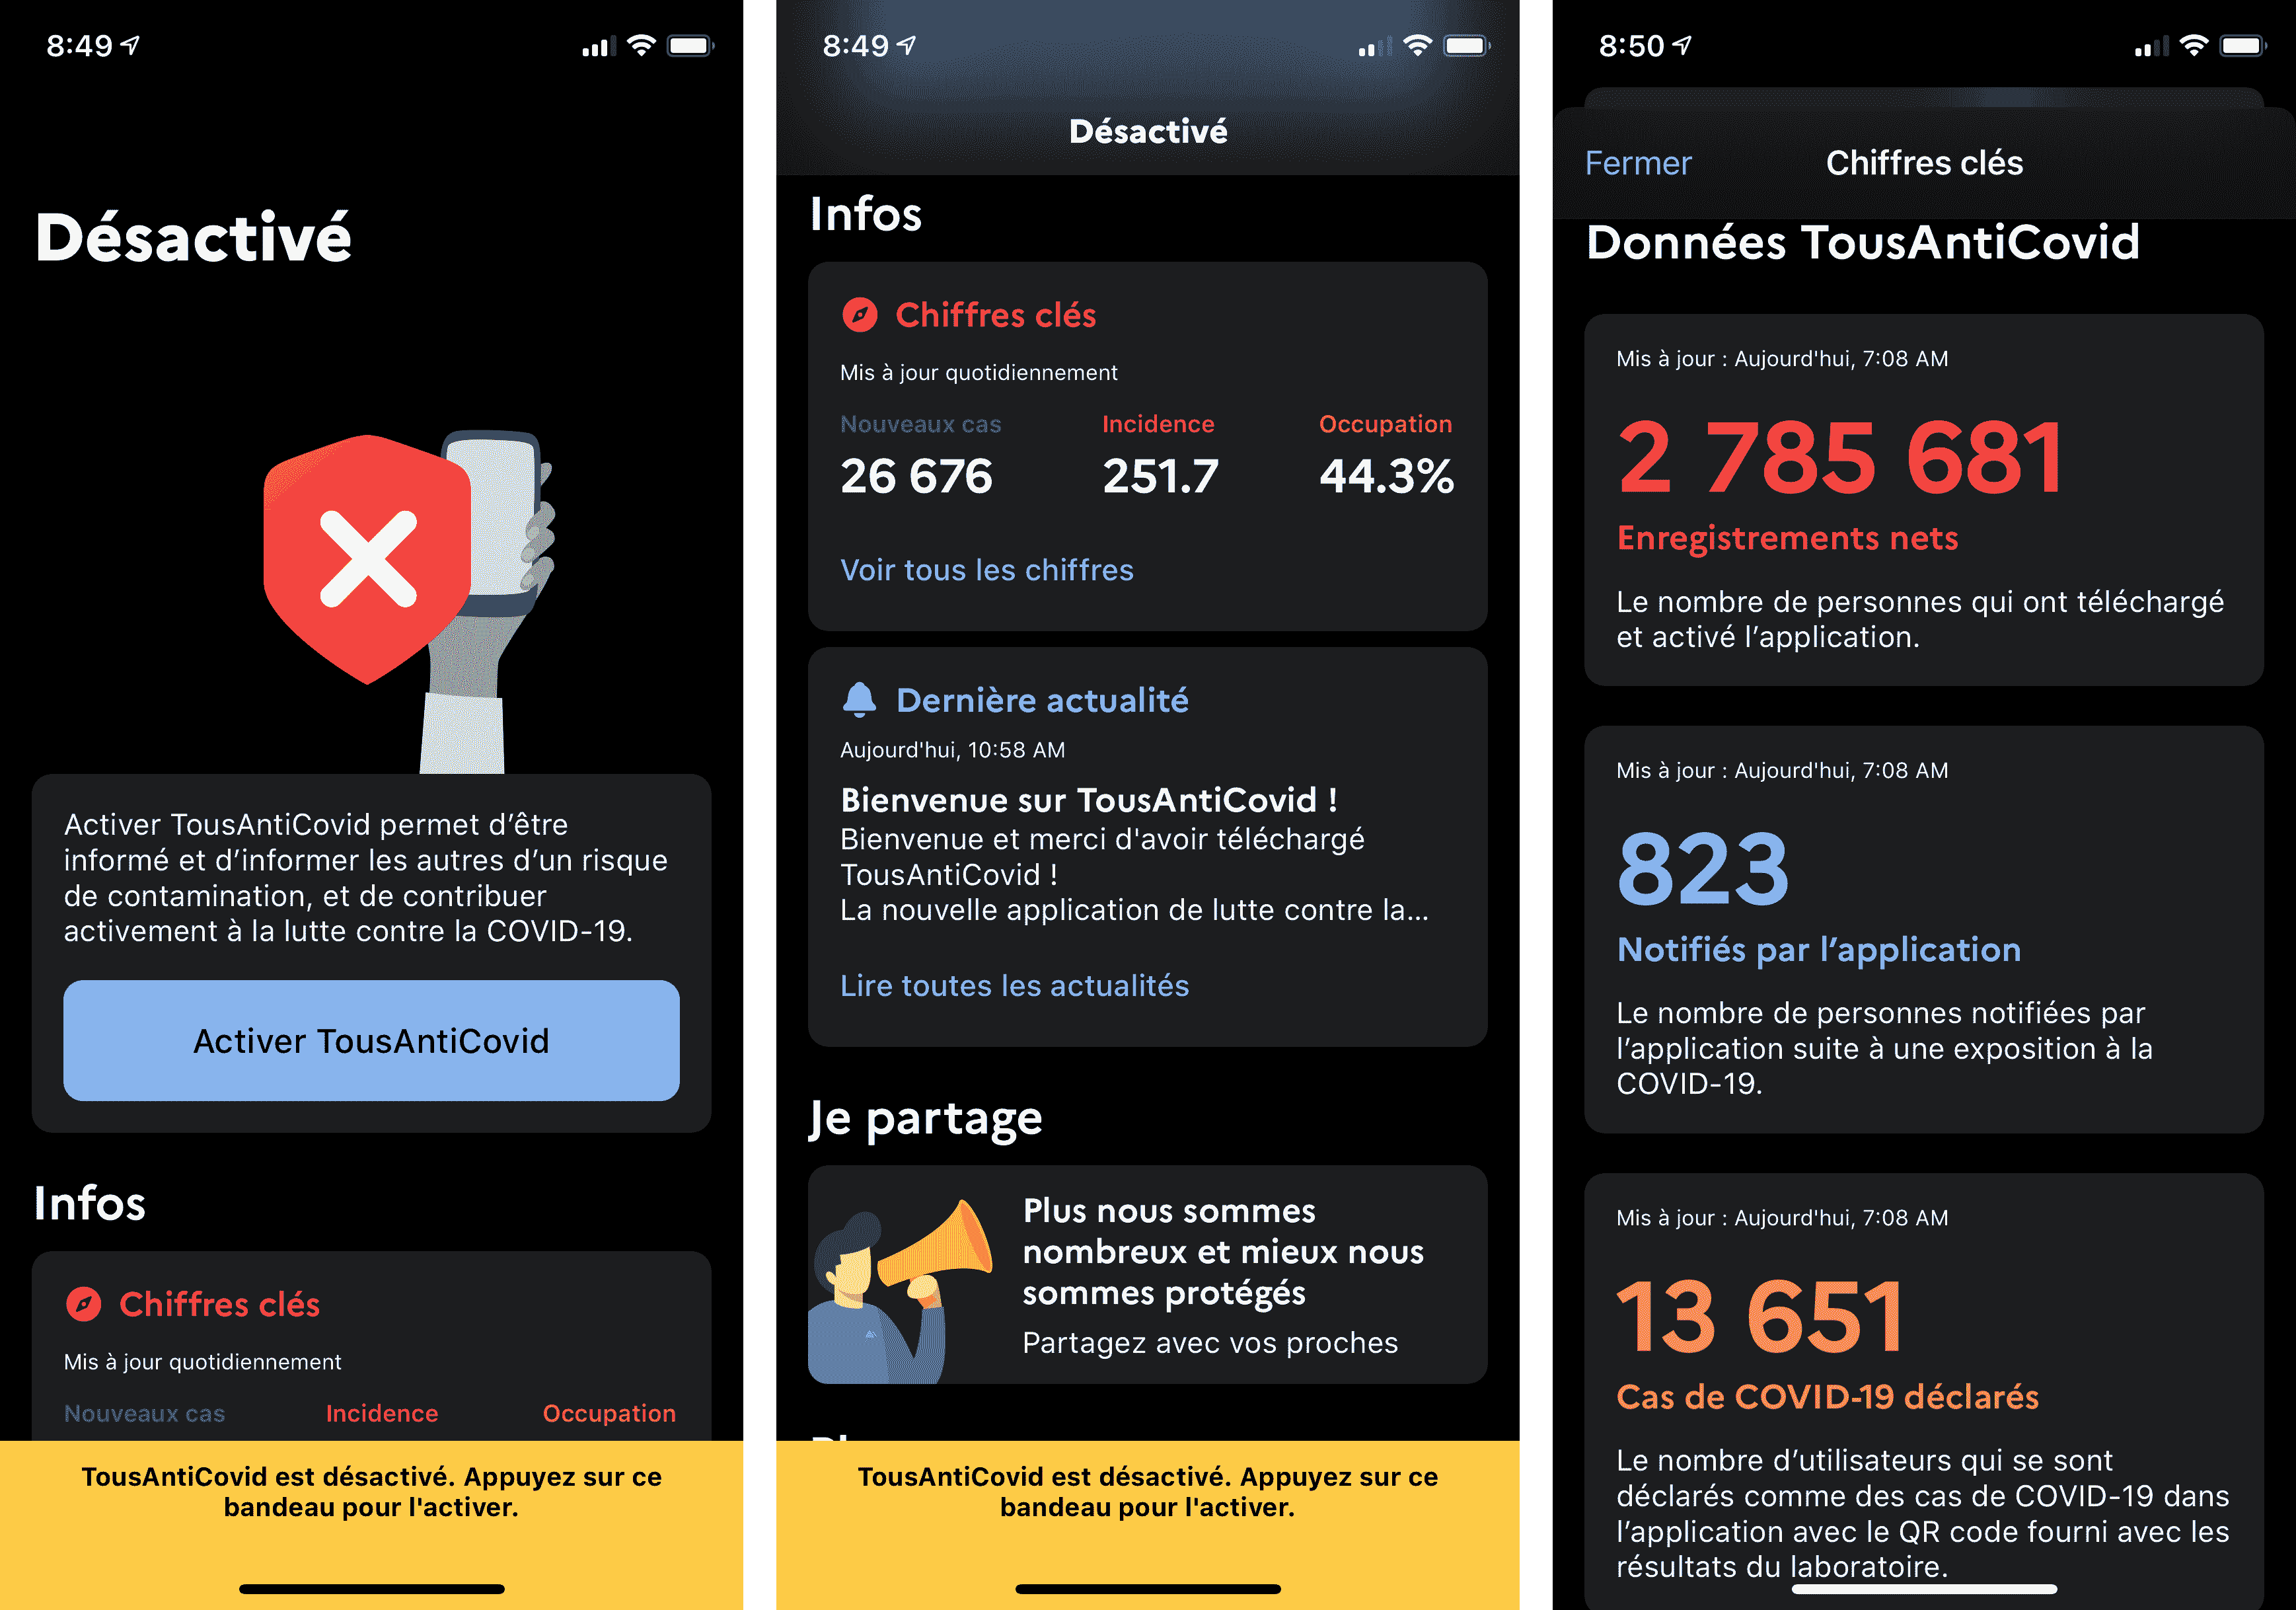 8:49
Désactivé
Activer TousAntiCovid permet d’être
informé et d’informer les autres d’un risque
de contamination, et de contribuer
activement à la lutte contre la COVID-19.
Activer TousAntiCovid
Infos
Chiffres clés
Mis à jour quotidiennement
Nouveaux cas Incidence Occupation
TousAntiCovid est désactivé. Appuyez sur ce
bandeau pour l'activer.
8:49
Désactivé
Infos
Chiffres clés
Mis à jour quotidiennement
Nouveaux cas Incidence Occupation
26 676 251.7 44.3%
Voir tous les chiffres
Dernière actualité
Aujourd'hui, 10:58 AM
Bienvenue sur TousAntiCovid !
Bienvenue et merci d'avoir téléchargé
TousAntiCovid !
La nouvelle application de lutte contre la...
Lire toutes les actualités
Je partage
Plus nous sommes
nombreux et mieux nous
sommes protégés
Partagez avec vos proches
TousAntiCovid est désactivé. Appuyez sur ce
bandeau pour l'activer.
8:50
Fermer Chiffres clés
Données TousAntiCovid
Mis à jour : Aujourd'hui, 7:08 AM
2 785 681
Enregistrements nets
Le nombre de personnes qui ont téléchargé
et activé l’application.
Mis à jour : Aujourd'hui, 7:08 AM
823
Notifiés par l’application
Le nombre de personnes notifiées par
l’application suite à une exposition à la
COVID-19.
Mis à jour : Aujourd'hui, 7:08 AM
13 651
Cas de COVID-19 déclarés
Le nombre d’utilisateurs qui se sont
déclarés comme des cas de COVID-19 dans
l’application avec le QR code fourni avec les
résultats du laboratoire.